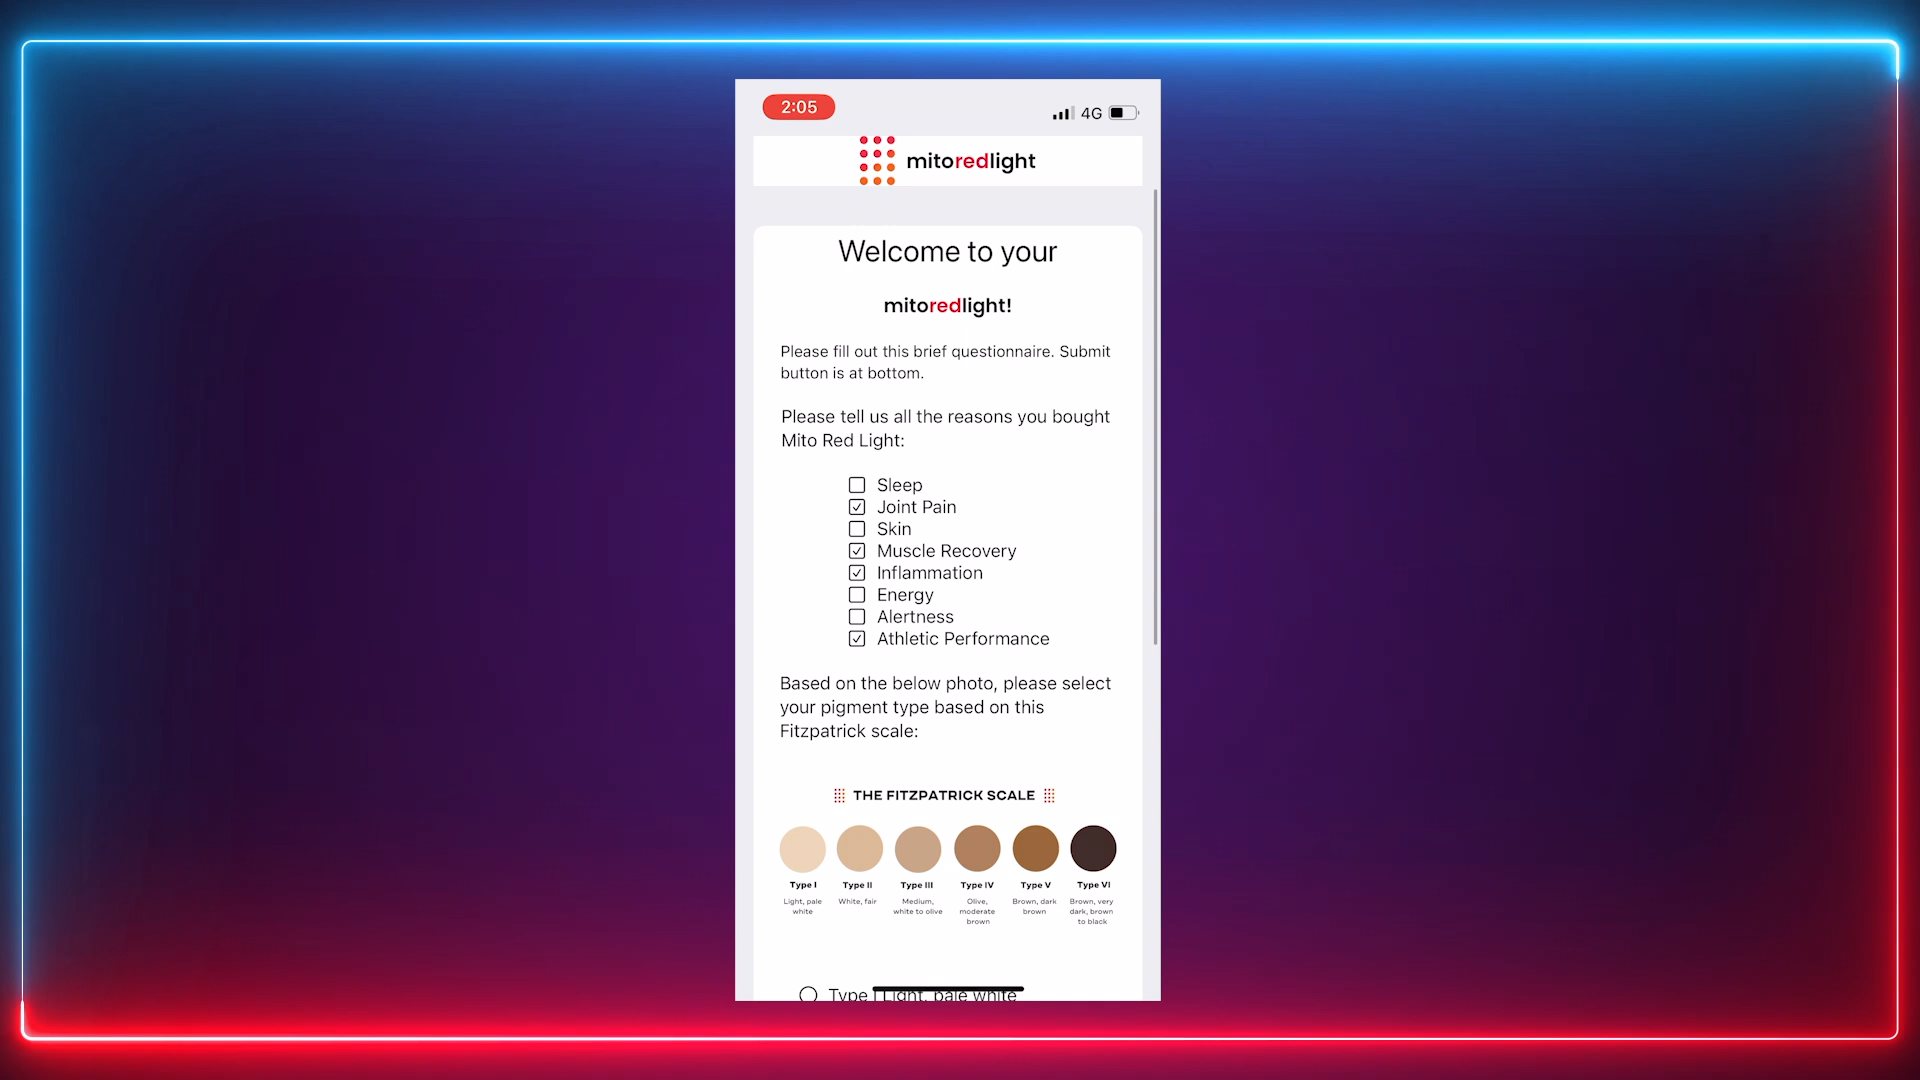 2:05
4G
mitoredlight
Welcome to your
mitoredlight!
Please fill out this brief questionnaire. Submit
button is at bottom.
Please tell us all the reasons you bought
Mito Red Light:
Sleep
Joint Pain
Skin
Muscle Recovery
Inflammation
Energy
Alertness
Athletic Performance
Based on the below photo, please select
your pigment type based on this
Fitzpatrick scale:
THE FITZPATRICK SCALE
Type I Type II Type III Type IV Type V Type VI
Light, pale White, fair Medium, Olive, Brown, dark Brown, very
white white to olive moderate brown dark, brown
brown to black
Type I Light, pale white